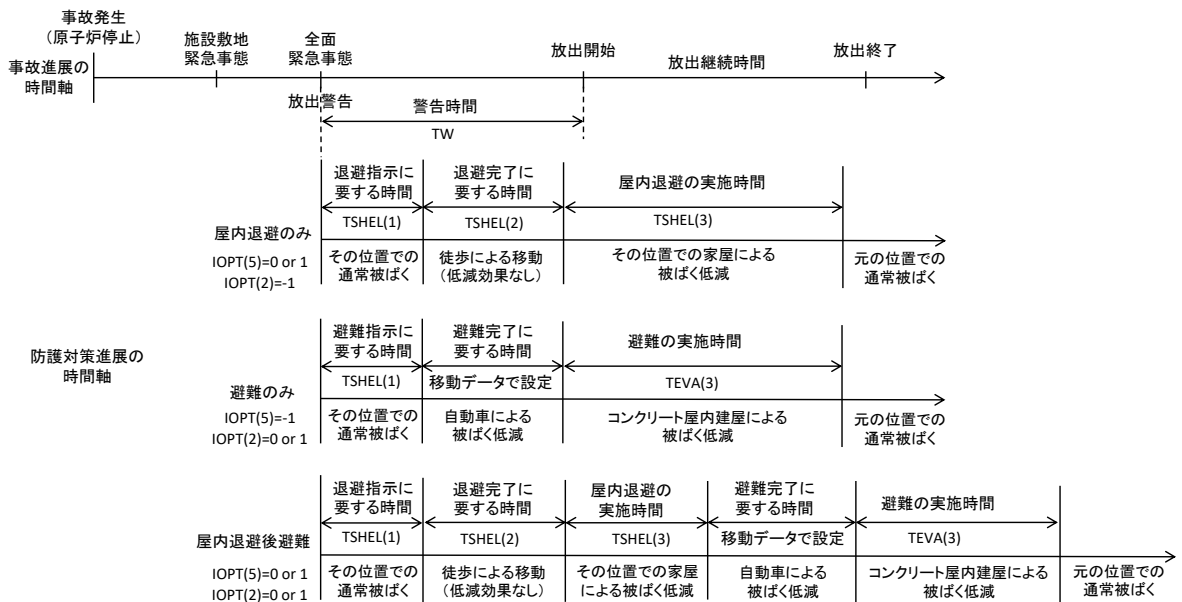 事故発生
(原子炉停止)
施設敷地
緊急事態
全面
緊急事態
放出開始
放出継続時間
放出終了
事故進展の
時間軸
放出警告
警告時間
TW
退避指示に
要する時間
退避完了に
要する時間
屋内退避の実施時間
TSHEL(1)
TSHEL(2)
TSHEL(3)
屋内退避のみ
IOPT(5)=0 or 1
IOPT(2)=-1
その位置での
通常被ばく
徒歩による移動
(低減効果なし)
その位置での家屋による
被ばく低減
元の位置での
通常被ばく
防護対策進展の
時間軸
避難指示に
要する時間
避難完了に
要する時間
避難の実施時間
TSHEL(1)
移動データで設定
TEVA(3)
避難のみ
IOPT(5)=-1
IOPT(2)=0 or 1
その位置での
通常被ばく
自動車による
被ばく低減
コンクリート屋内建屋による
被ばく低減
元の位置での
通常被ばく
退避指示に
要する時間
退避完了に
要する時間
屋内退避の
実施時間
避難完了に
要する時間
避難の実施時間
TSHEL(1)
TSHEL(2)
TSHEL(3)
移動データで設定
TEVA(3)
屋内退避後避難
IOPT(5)=0 or 1
IOPT(2)=0 or 1
その位置での
通常被ばく
徒歩による移動
(低減効果なし)
その位置での家屋
による被ばく低減
自動車による
被ばく低減
コンクリート屋内建屋による
被ばく低減
元の位置での
通常被ばく